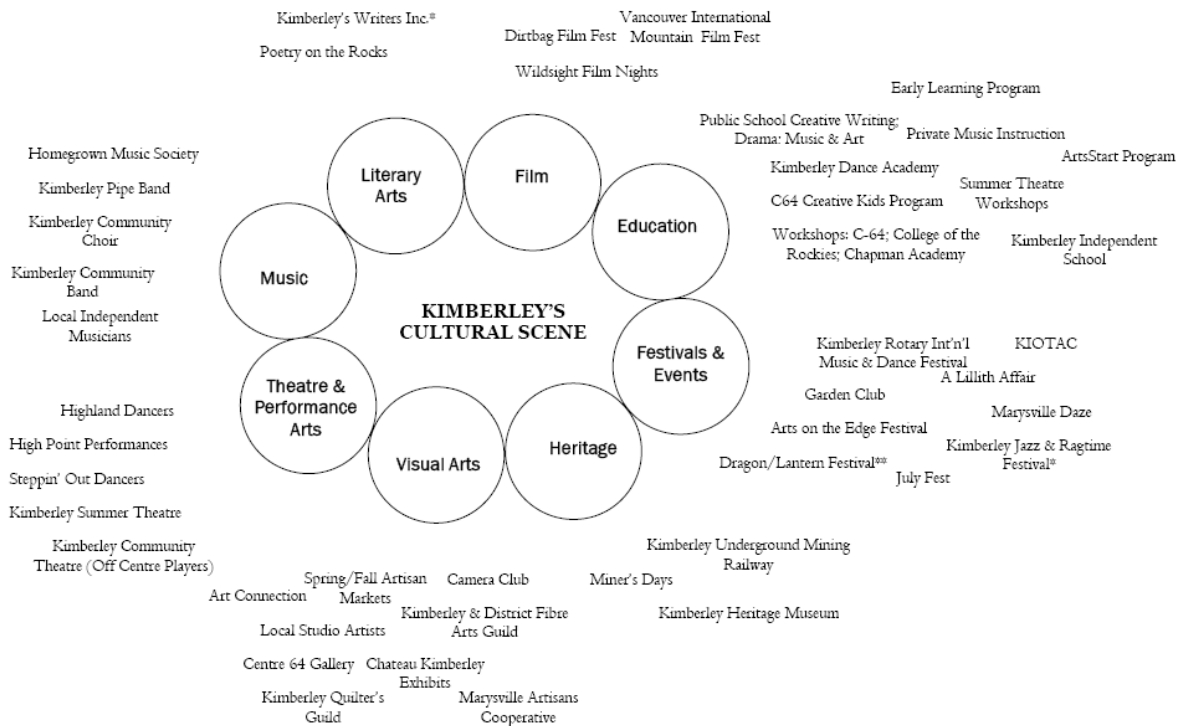 Kimberley's Writers Inc.*
Poetry on the Rocks
Dirtbag Film Fest
Vancouver International
Mountain Film Fest
Wildsight Film Nights
Early Learning Program
Public School Creative Writing;
Drama: Music & Art
Private Music Instruction
ArtsStart Program
Kimberley Dance Academy
Summer Theatre
Workshops
C64 Creative Kids Program
Workshops: C-64; College of the
Rockies; Chapman Academy
Kimberley Independent
School
Homegrown Music Society
Kimberley Pipe Band
Kimberley Community
Choir
Kimberley Community
Band
Local Independent
Musicians
Literary
Arts
Film
Education
Music
KIMBERLEY'S
CULTURAL SCENE
Festivals &
Events
Theatre &
Performance
Arts
Visual Arts
Heritage
Kimberley Rotary Int'n'l
Music & Dance Festival
KIOTAC
A Lillith Affair
Garden Club
Marysville Daze
Arts on the Edge Festival
Kimberley Jazz & Ragtime
Festival*
Dragon/Lantern Festival**
July Fest
Highland Dancers
High Point Performances
Steppin' Out Dancers
Kimberley Summer Theatre
Kimberley Community
Theatre (Off Centre Players)
Art Connection
Spring/Fall Artisan
Markets
Camera Club
Kimberley & District Fibre
Arts Guild
Local Studio Artists
Centre 64 Gallery
Chateau Kimberley
Exhibits
Kimberley Quilter's
Guild
Marysville Artisans
Cooperative
Kimberley Underground Mining
Railway
Miner's Days
Kimberley Heritage Museum